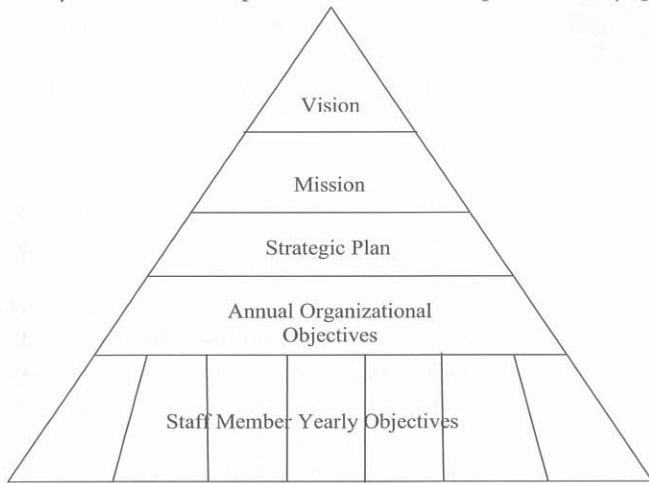 Vision
Mission
Strategic Plan
Annual Organizational
Objectives
Staff Member Yearly Objectives